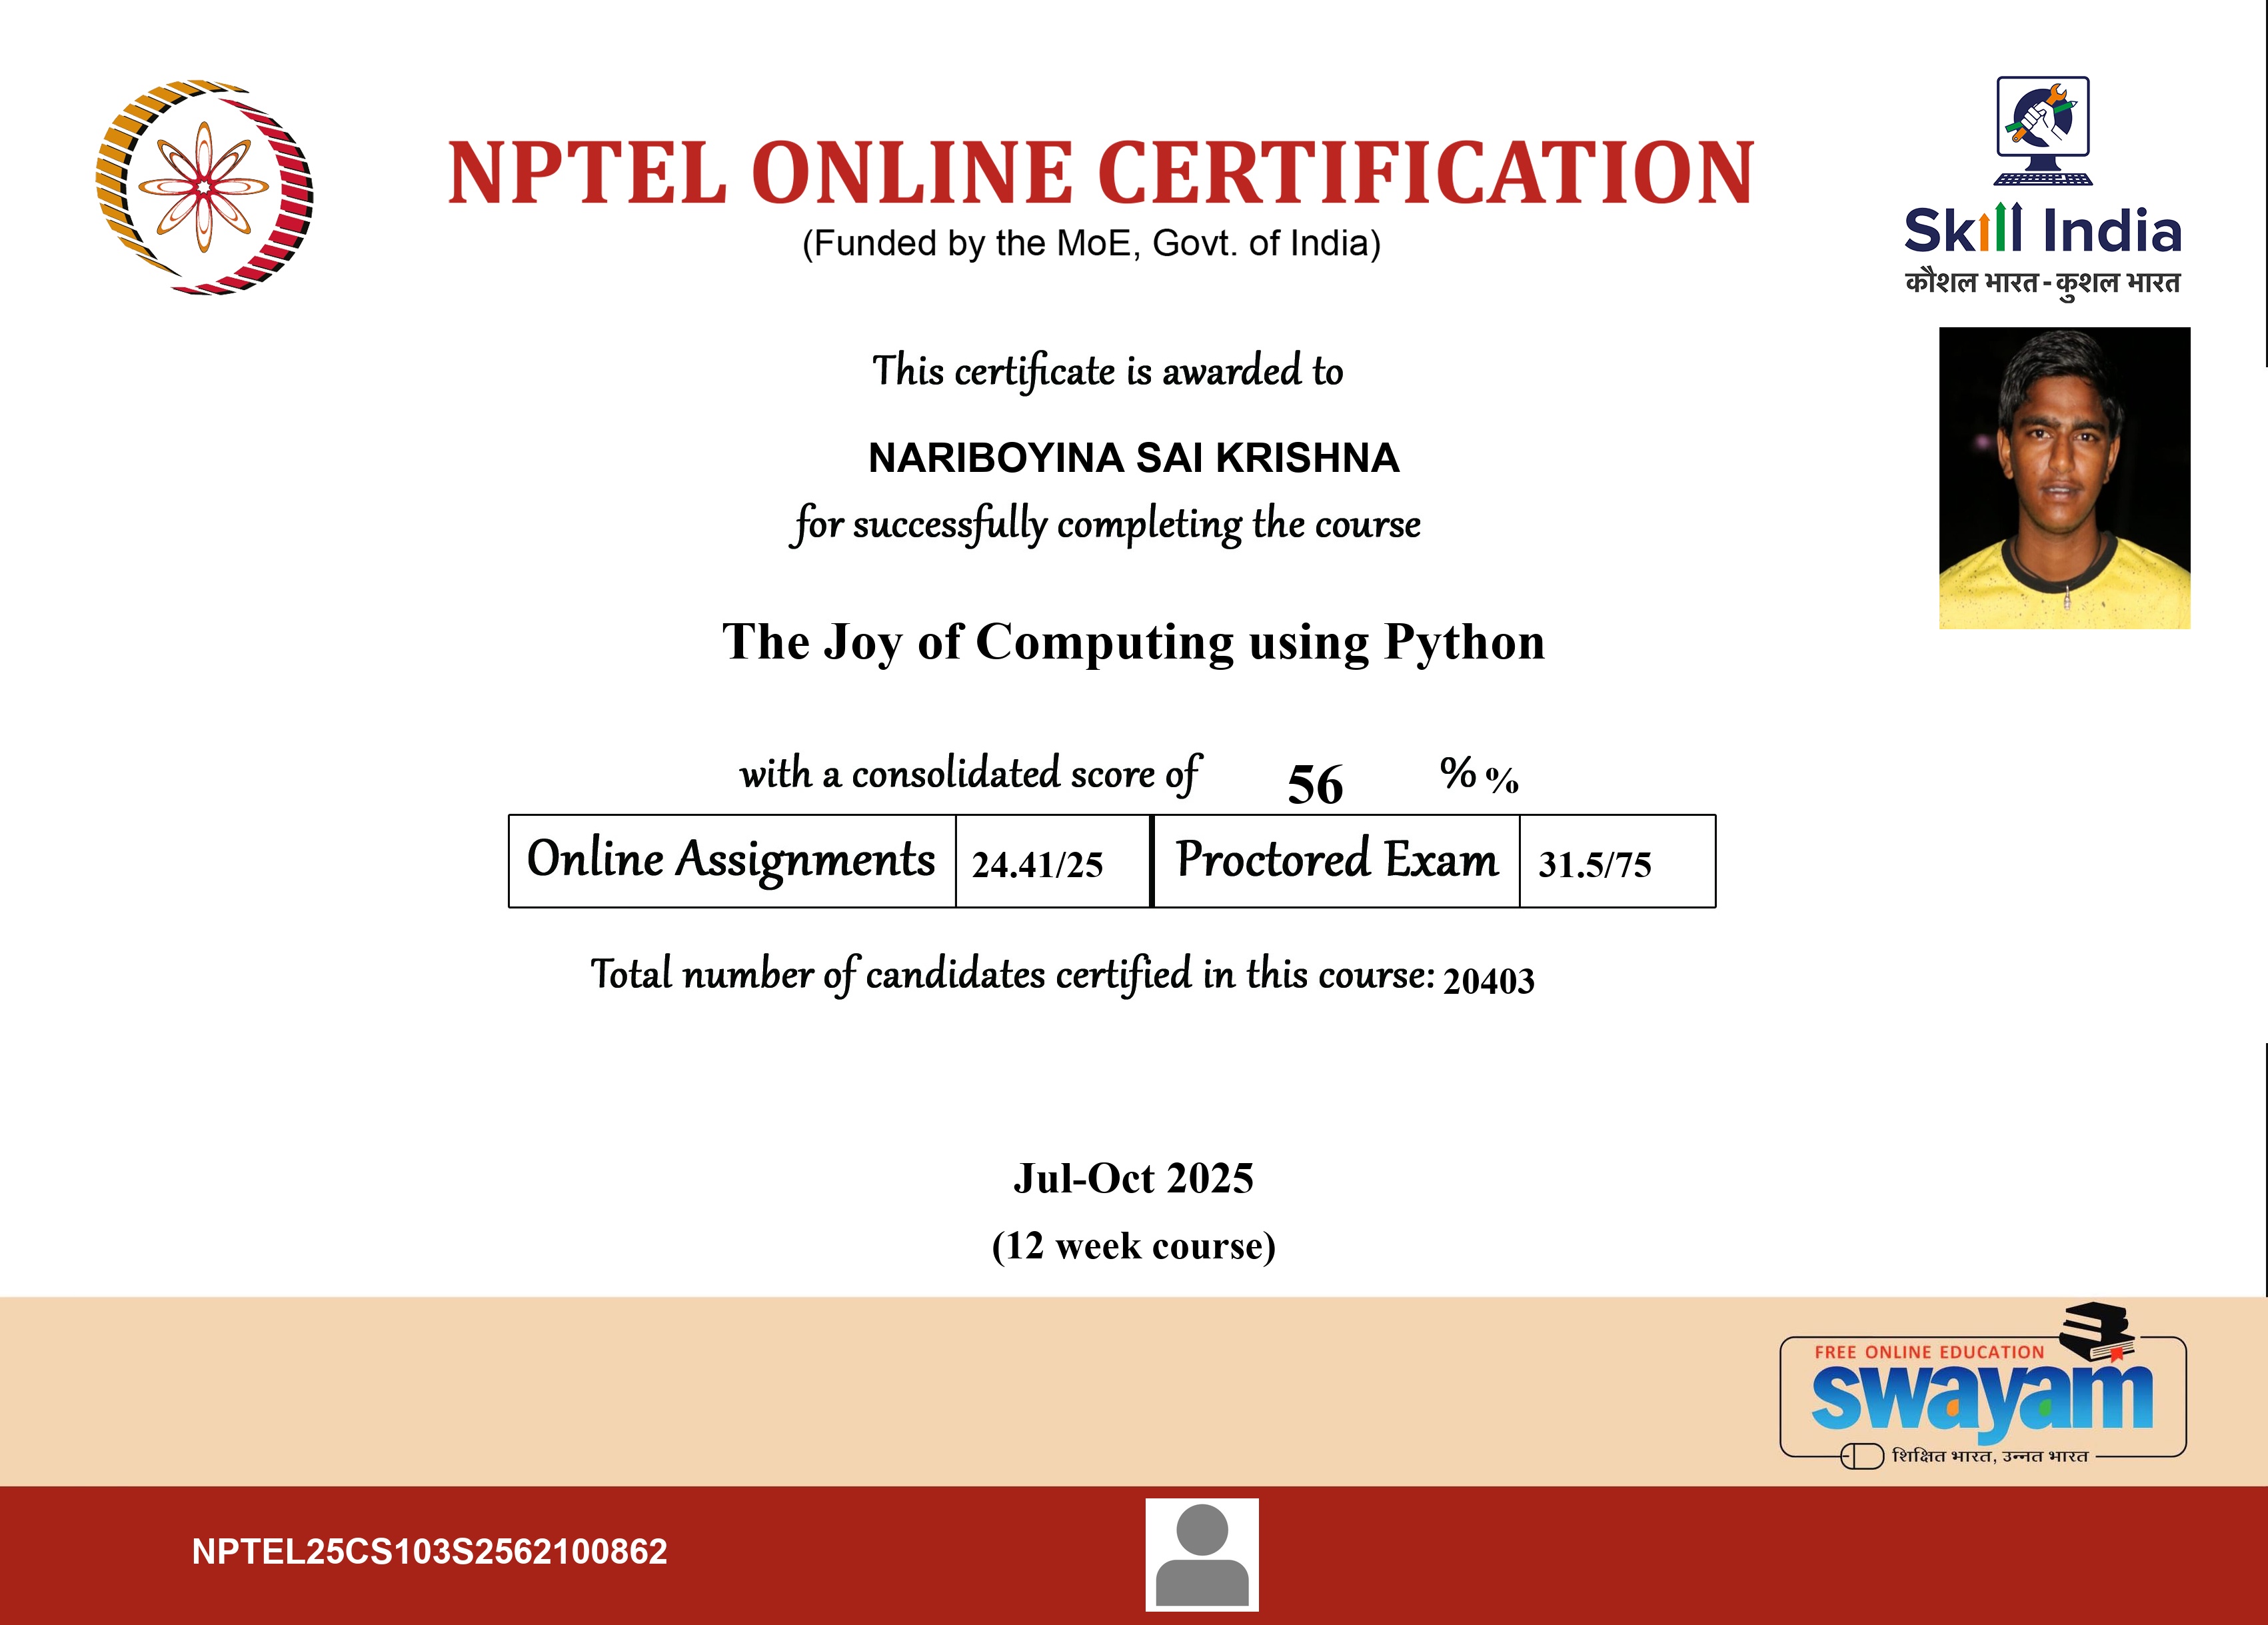 NPTEL ONLINE CERTIFICATION
(Funded by the MoE, Govt. of India)
Skill India
कौशल भारत - कुशल भारत
This certificate is awarded to
NARIBOYINA SAI KRISHNA
for successfully completing the course
The Joy of Computing using Python
with a consolidated score of 56 % %
Online Assignments 24.41/25 Proctored Exam 31.5/75
Total number of candidates certified in this course: 20403
Jul-Oct 2025
(12 week course)
FREE ONLINE EDUCATION
swayam
शिक्षित भारत, उन्नत भारत
NPTEL25CS103S2562100862